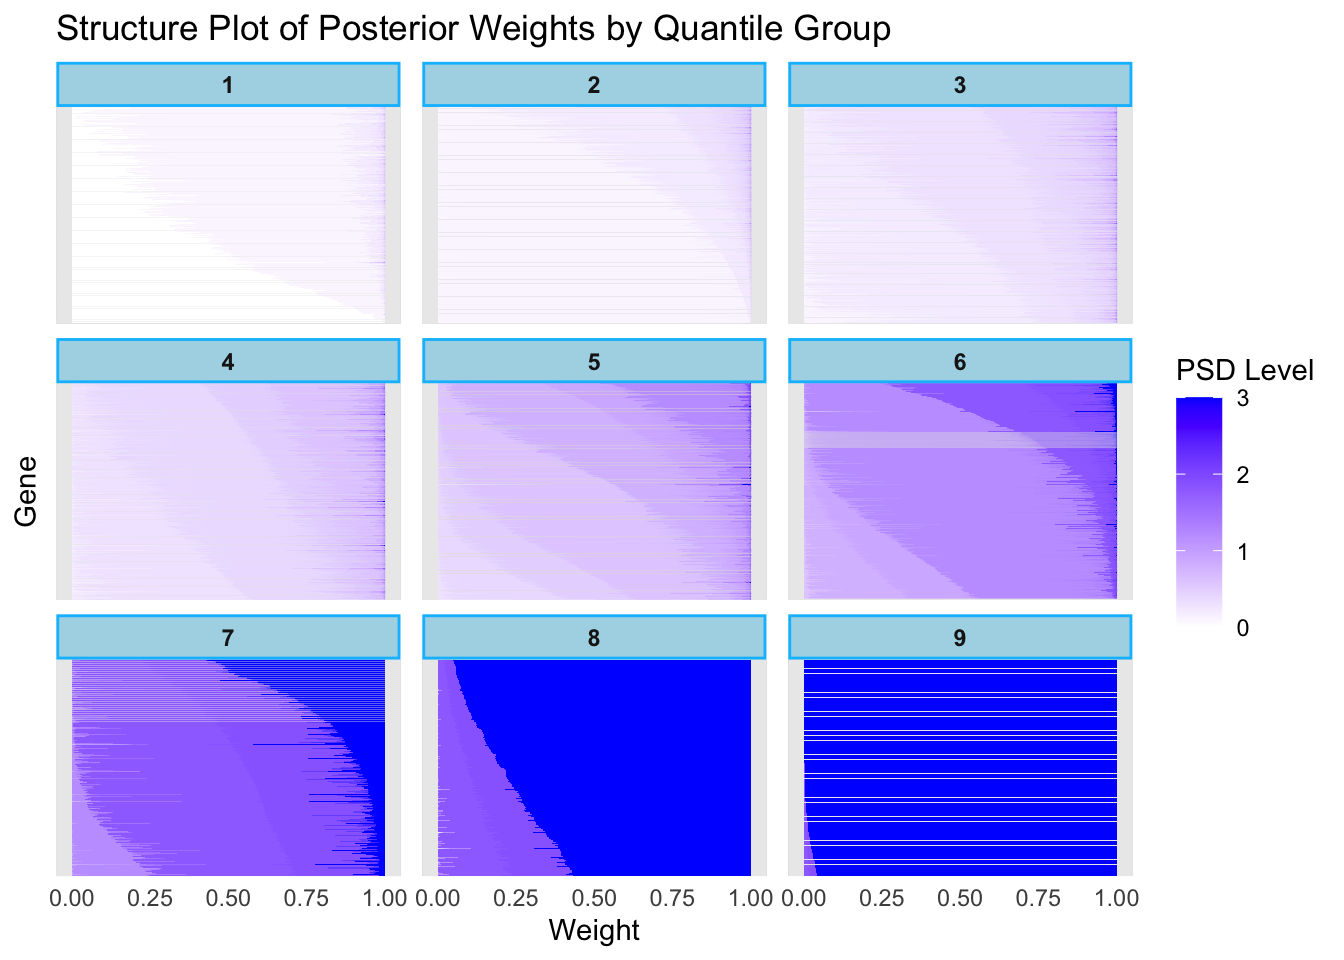 Structure Plot of Posterior Weights by Quantile Group
1 2 3
4 5 6
7 8 9
Gene
PSD Level
3
2
1
0
0.00 0.25 0.50 0.75 1.00 0.00 0.25 0.50 0.75 1.00 0.00 0.25 0.50 0.75 1.00
Weight